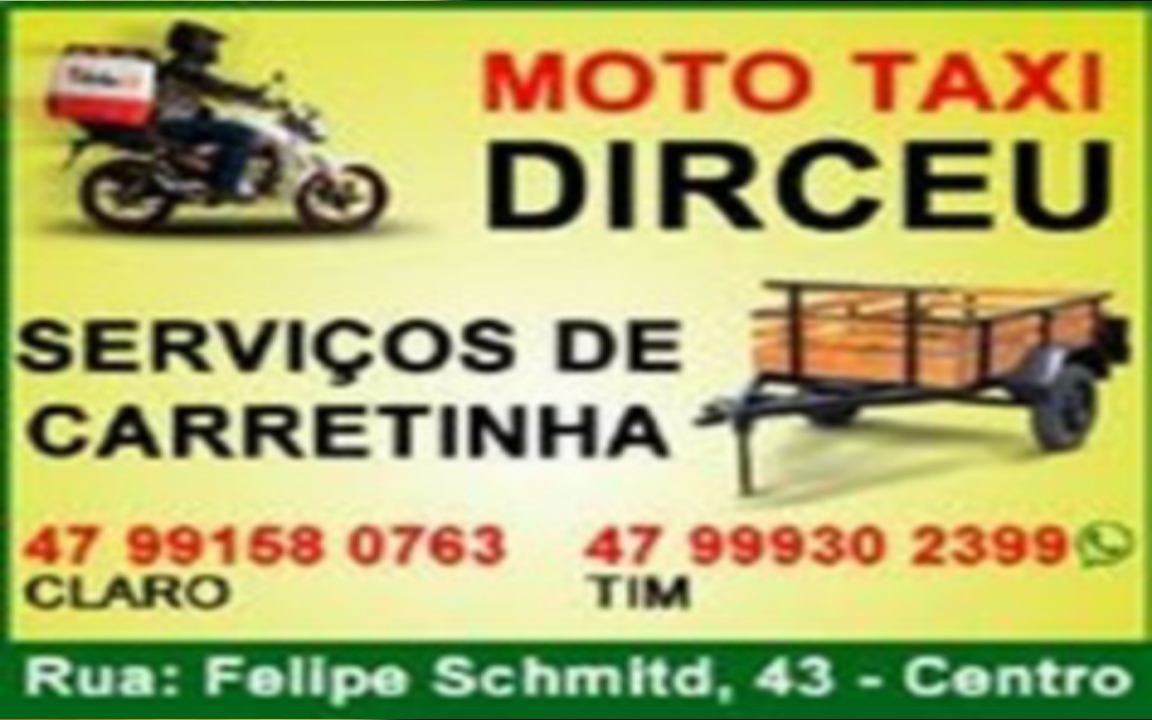 MOTO TAXI
DIRCEU
SERVIÇOS DE
CARRETINHA
47 99158 0763
CLARO
47 99930 2399
TIM
Rua: Felipe Schmitd, 43 - Centro